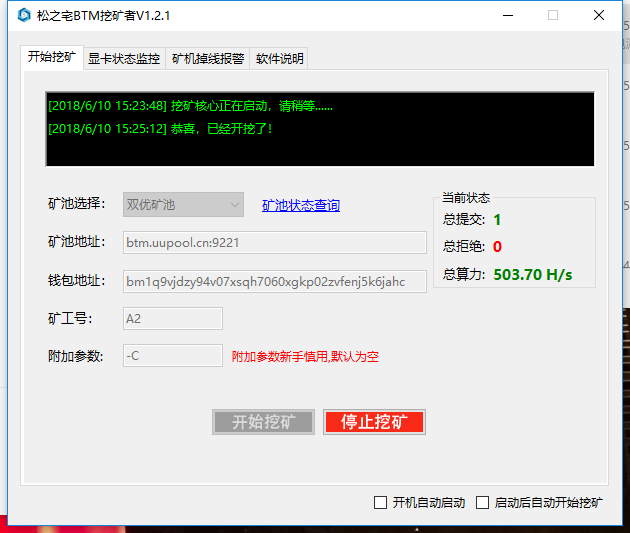 松之宅BTM挖矿者V1.2.1
开始挖矿 显卡状态监控 矿机掉线报警 软件说明
[2018/6/10 15:23:48] 挖矿核心正在启动，请稍等......
[2018/6/10 15:25:12] 恭喜，已经开挖了!
矿池选择: 双优矿池 矿池状态查询
矿池地址: btm.uupool.cn:9221
钱包地址: bm1q9vjdzy94v07xsqh7060xgkp02zvfenj5k6jahc
矿工号: A2
附加参数: -C 附加参数新手慎用,默认为空
当前状态
总提交: 1
总拒绝: 0
总算力: 503.70 H/s
开始挖矿 停止挖矿
开机自动启动 启动后自动开始挖矿